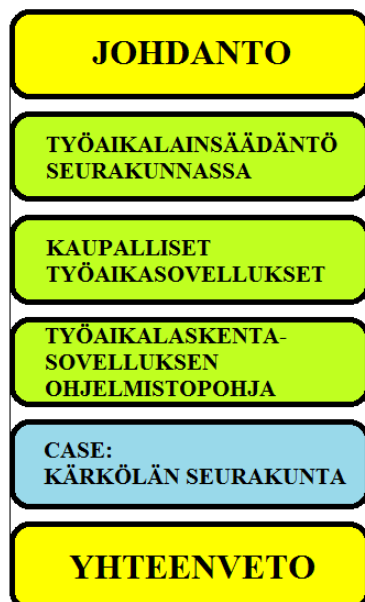 JOHDANTO
TYÖAIKALAINSÄÄDÄNTÖ
SEURAKUNNASSA
KAUPALLISET
TYÖAIKASOVELLUKSET
TYÖAIKALASKENTA-
SOVELLUKSEN
OHJELMISTOPOHJA
CASE:
KÄRKÖLÄN SEURAKUNTA
YHTEENVETO